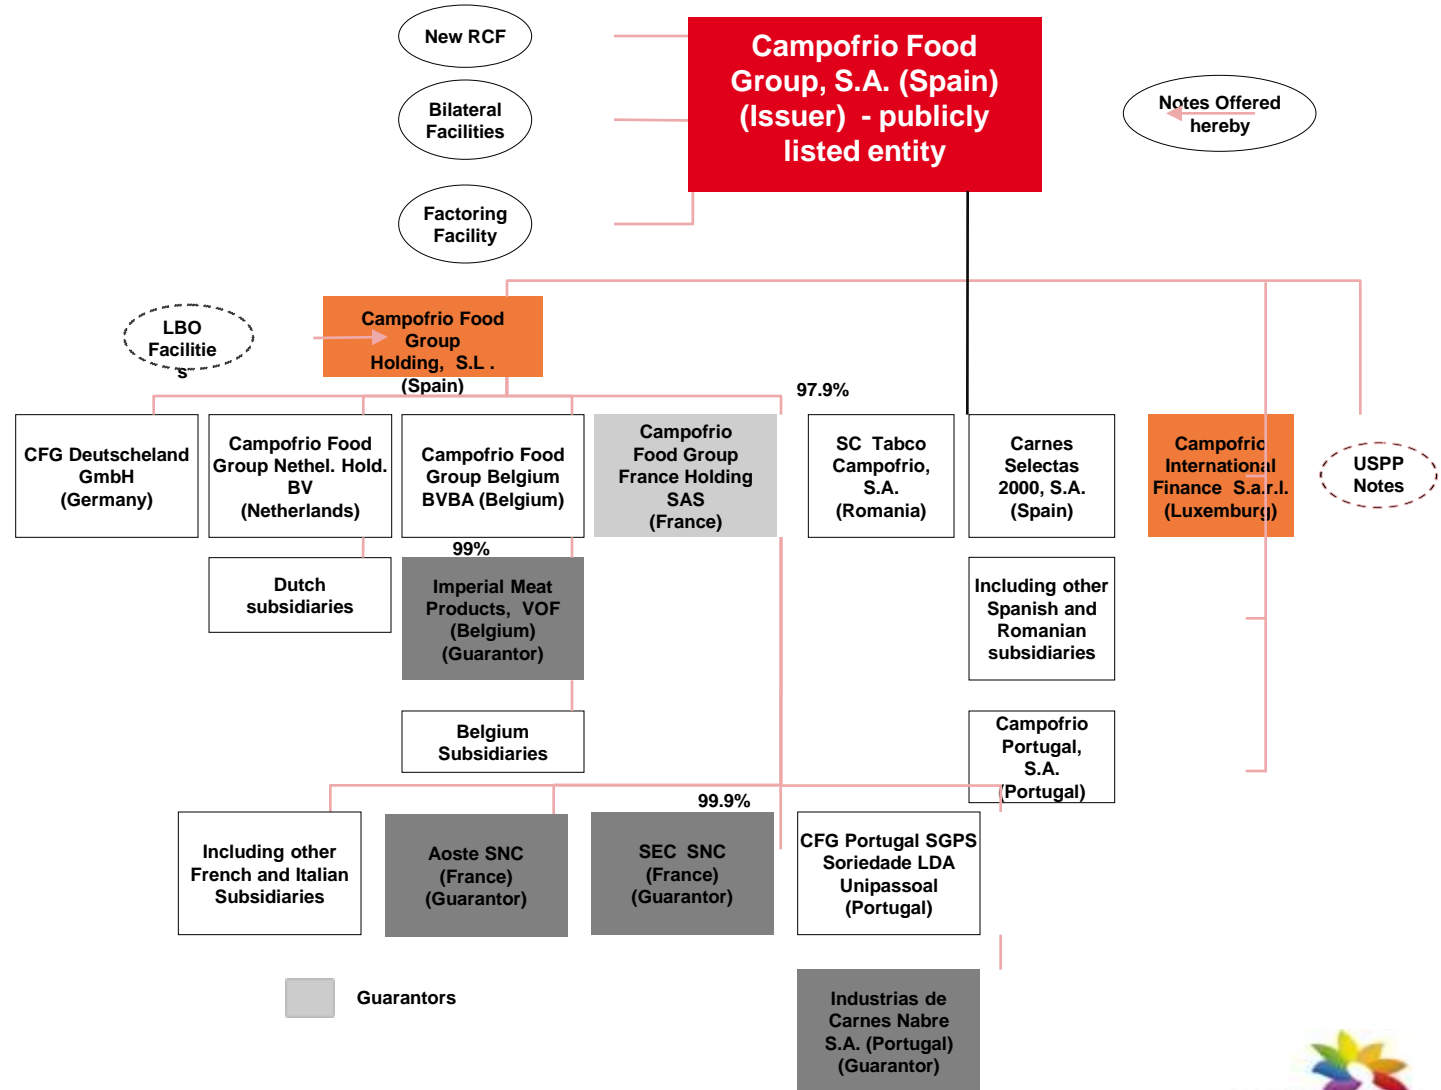 New RCF
Campofrio Food
Group, S.A. (Spain)
(Issuer) - publicly
listed entity
Bilateral
Facilities
Notes Offered
hereby
Factoring
Facility
LBO
Facilitie
s
Campofrio Food
Group
Holding, S.L .
(Spain)
97.9%
CFG Deutscheland
GmbH
(Germany)
Campofrio Food
Group Nethel. Hold.
BV
(Netherlands)
Campofrio Food
Group Belgium
BVBA (Belgium)
Campofrio
Food Group
France Holding
SAS
(France)
SC Tabco
Campofrio,
S.A.
(Romania)
Carnes
Selectas
2000, S.A.
(Spain)
Campofrio
International
Finance S.a.r.l.
(Luxemburg)
USPP
Notes
99%
Dutch
subsidiaries
Imperial Meat
Products, VOF
(Belgium)
(Guarantor)
Including other
Spanish and
Romanian
subsidiaries
Belgium
Subsidiaries
Campofrio
Portugal,
S.A.
(Portugal)
99.9%
Including other
French and Italian
Subsidiaries
Aoste SNC
(France)
(Guarantor)
SEC SNC
(France)
(Guarantor)
CFG Portugal SGPS
Soriedade LDA
Unipassoal
(Portugal)
Guarantors
Industrias de
Carnes Nabre
S.A. (Portugal)
(Guarantor)